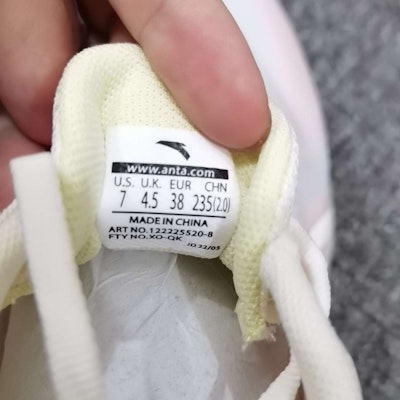 www.anta.com
U.S. U.K. EUR CHN
7 4.5 38 235(2.0)
MADE IN CHINA
ART NO.122225520-8
FTY NO.XO-QK